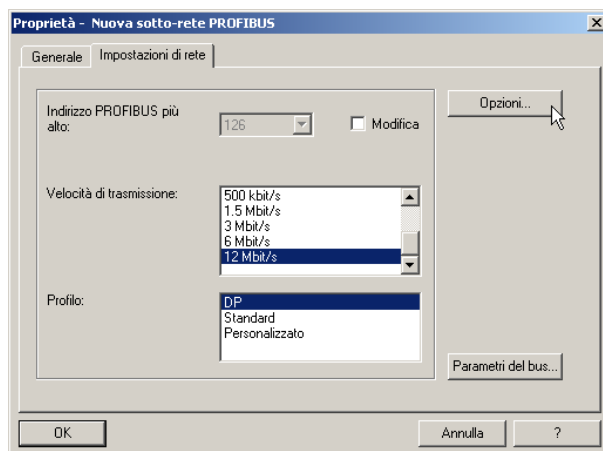 Proprietà - Nuova sotto-rete PROFIBUS
Generale
Impostazioni di rete
Indirizzo PROFIBUS più
alto:
126
Modifica
Opzioni...
Velocità di trasmissione:
500 kbit/s
1.5 Mbit/s
3 Mbit/s
6 Mbit/s
12 Mbit/s
Profilo:
DP
Standard
Personalizzato
Parametri del bus...
OK
Annulla
?